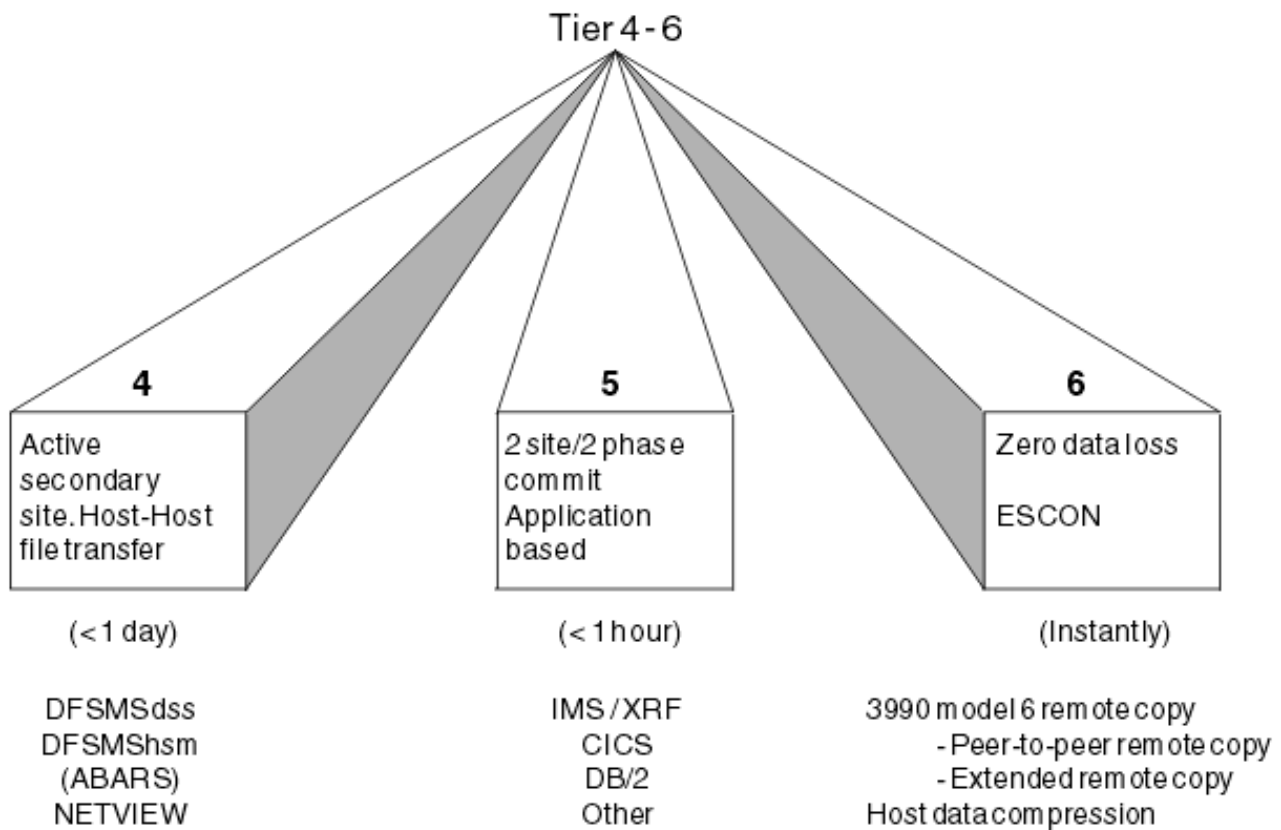 Tier 4 - 6
4
Active
secondary
site. Host-Host
file transfer
(< 1 day)
DFSMSdss
DFSMShsm
(ABARS)
NETVIEW
5
2 site/2 phase
commit
Application
based
(< 1 hour)
IMS / XRF
CICS
DB/2
Other
6
Zero data loss
ESCON
(Instantly)
3990 model 6 remote copy
- Peer-to-peer remote copy
- Extended remote copy
Host data compression